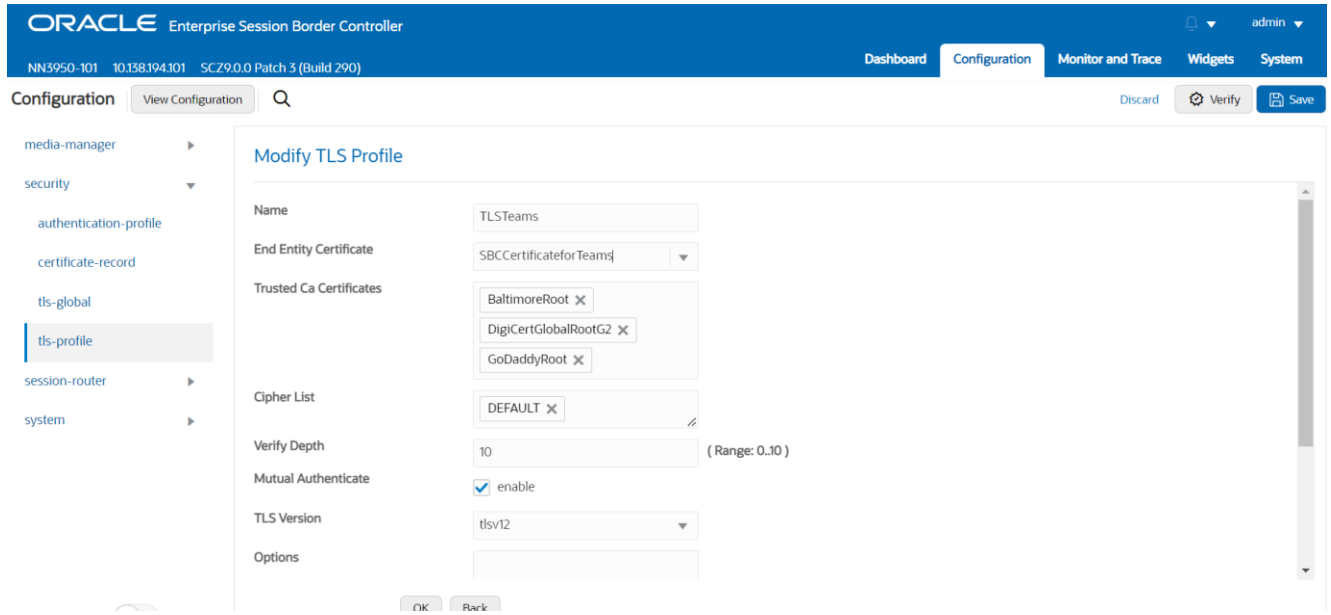 ORACLE Enterprise Session Border Controller
admin
NN3950-101 10.138.194.101 SCZ9.0.0 Patch 3 (Build 290)
Dashboard Configuration Monitor and Trace Widgets System
Configuration View Configuration Discard Verify Save
media-manager
security
authentication-profile
certificate-record
tls-global
tls-profile
session-router
system
Modify TLS Profile
Name TLSTeams
End Entity Certificate SBCCertificateforTeams
Trusted Ca Certificates BaltimoreRoot
DigiCertGlobalRootG2
GoDaddyRoot
Cipher List DEFAULT
Verify Depth 10 ( Range: 0..10 )
Mutual Authenticate enable
TLS Version tlsv12
Options
OK Back